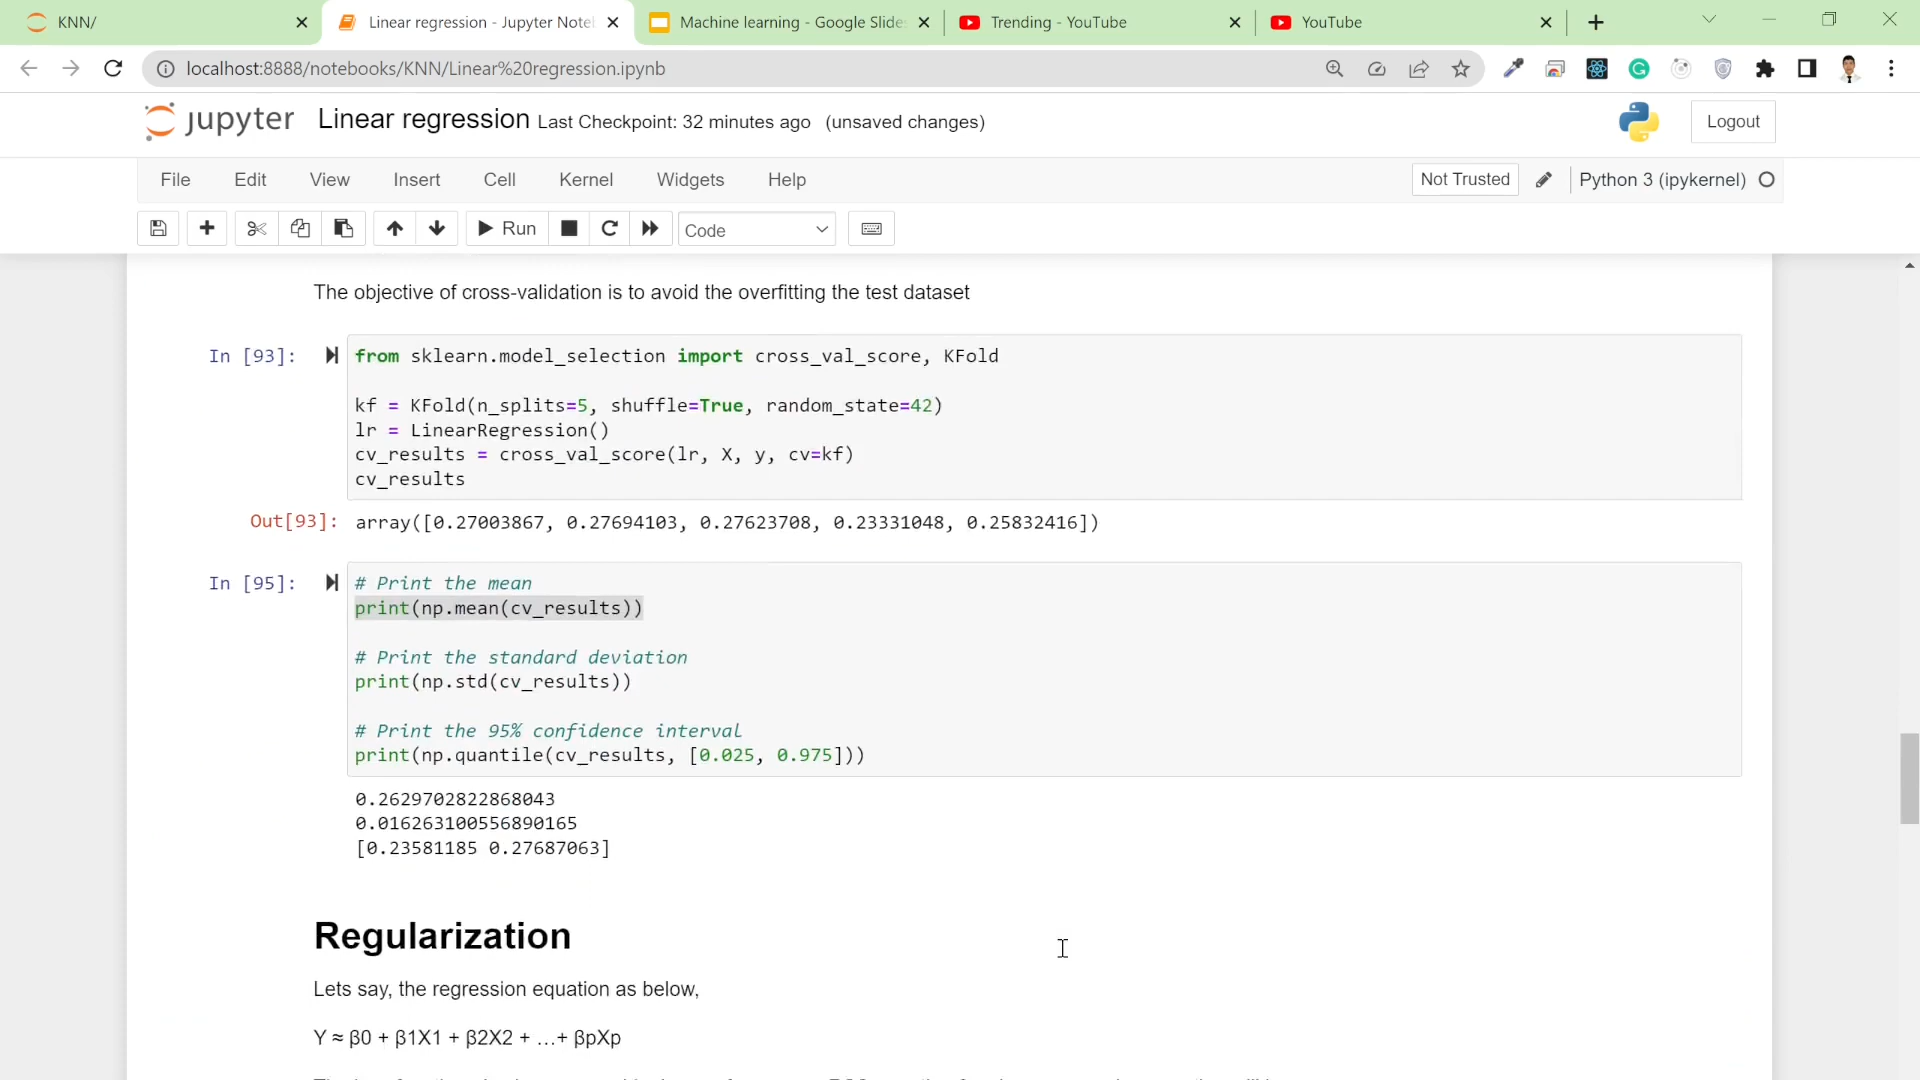 KNN/
Linear regression - Jupyter Note
Machine learning - Google Slide
Trending - YouTube
YouTube
localhost:8888/notebooks/KNN/Linear%20regression.ipynb
jupyter Linear regression Last Checkpoint: 32 minutes ago (unsaved changes)
Logout
File Edit View Insert Cell Kernel Widgets Help
Not Trusted
Python 3 (ipykernel)
Run
Code
The objective of cross-validation is to avoid the overfitting the test dataset
In [93]: from sklearn.model_selection import cross_val_score, KFold
kf = KFold(n_splits=5, shuffle=True, random_state=42)
lr = LinearRegression()
cv_results = cross_val_score(lr, X, y, cv=kf)
cv_results
Out[93]: array([0.27003867, 0.27694103, 0.27623708, 0.23331048, 0.25832416])
In [95]: # Print the mean
print(np.mean(cv_results))
# Print the standard deviation
print(np.std(cv_results))
# Print the 95% confidence interval
print(np.quantile(cv_results, [0.025, 0.975]))
0.2629702822868043
0.016263100556890165
[0.23581185 0.27687063]
Regularization
Lets say, the regression equation as below,
Y ≈ β0 + β1X1 + β2X2 + …+ βpXp